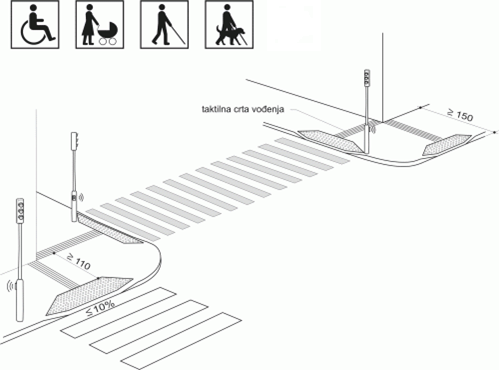 ≥ 150
taktilna crta vođenja
≥ 110
≤ 10%